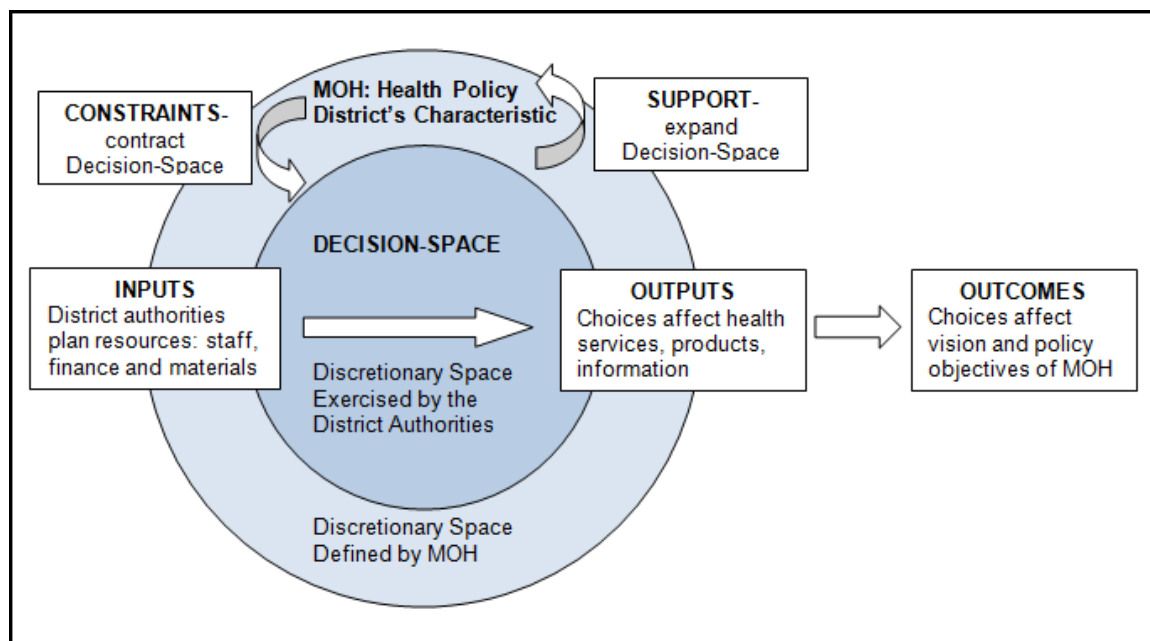 MOH: Health Policy
District's Characteristic
CONSTRAINTS-
contract
Decision-Space
SUPPORT-
expand
Decision-Space
DECISION-SPACE
INPUTS
District authorities
plan resources: staff,
finance and materials
OUTPUTS
Choices affect health
services, products,
information
OUTCOMES
Choices affect
vision and policy
objectives of MOH
Discretionary Space
Exercised by the
District Authorities
Discretionary Space
Defined by MOH